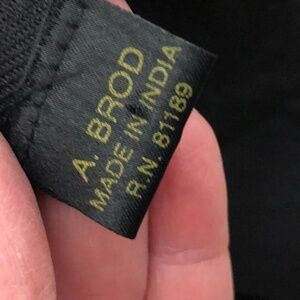 A. BROD
MADE IN INDIA
R.N. 81189